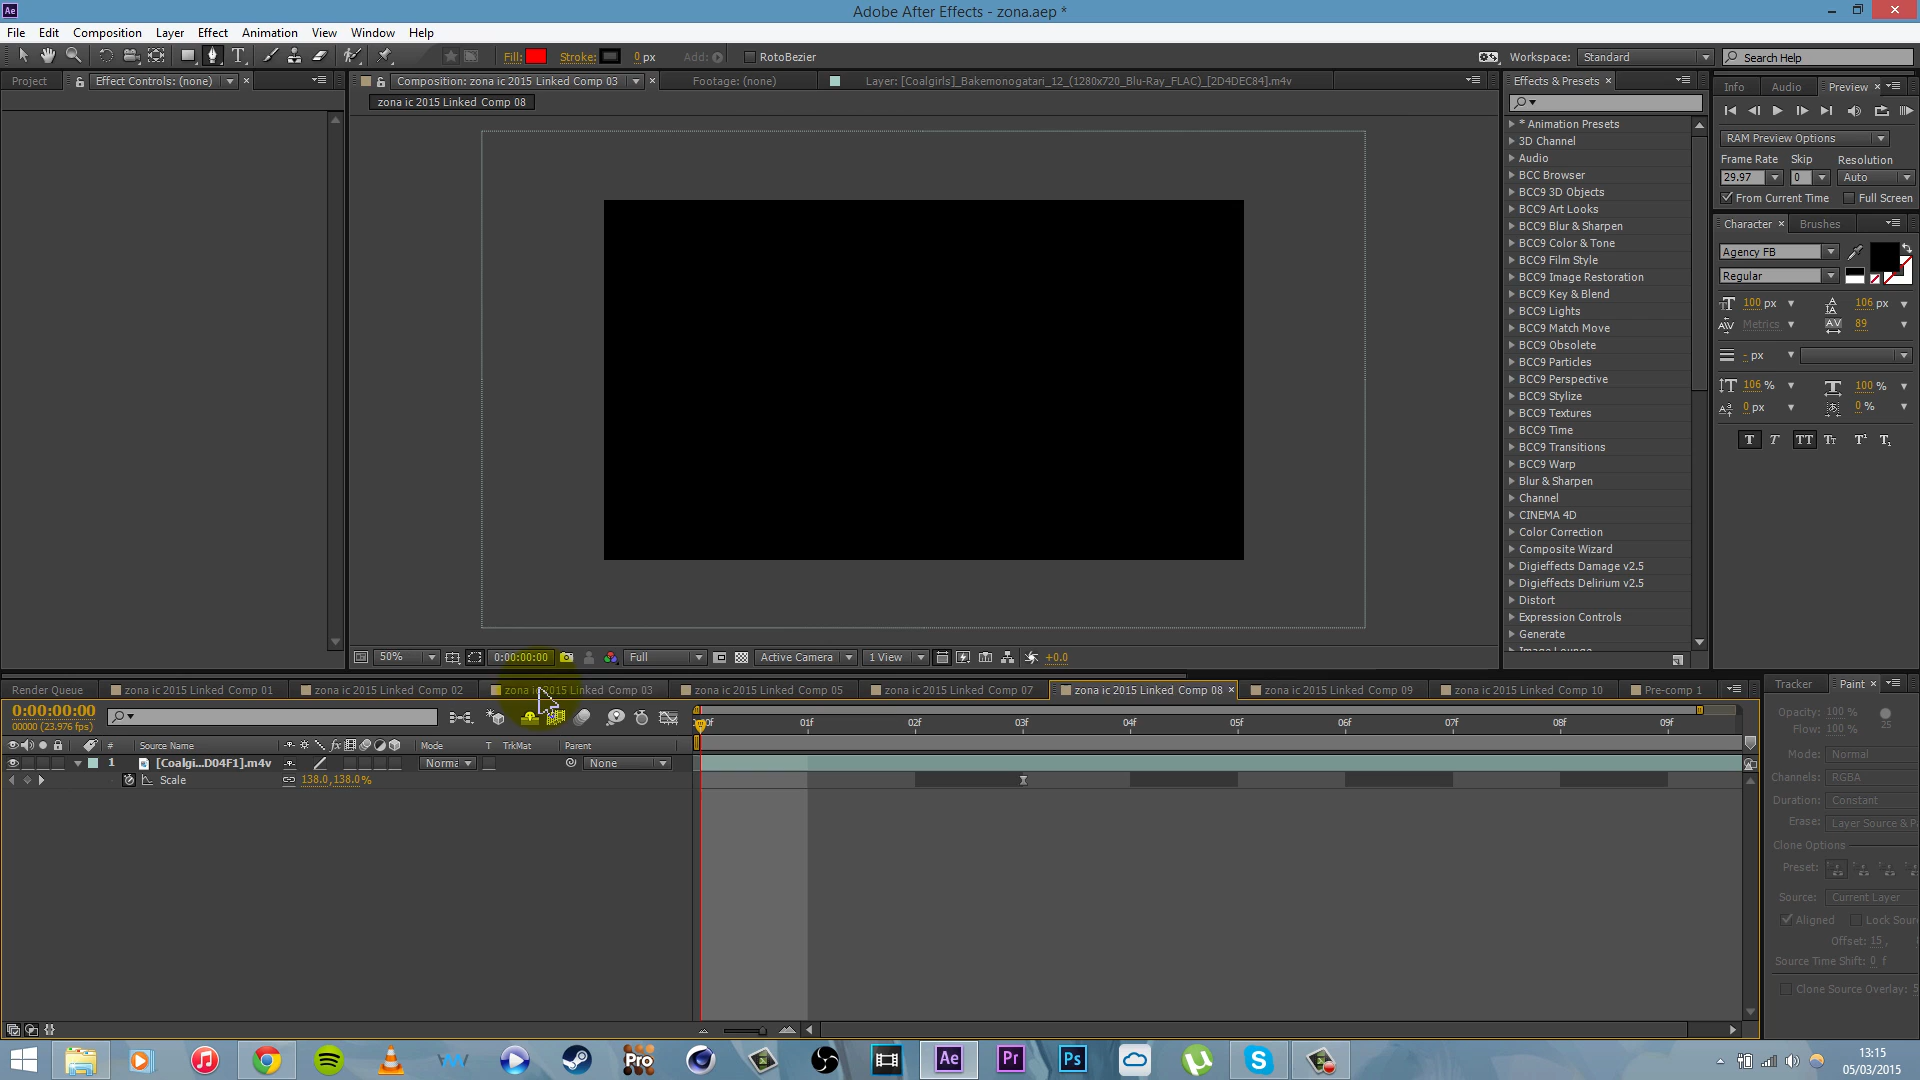 Adobe After Effects - zona.aep *
File Edit Composition Layer Effect Animation View Window Help
Fill: Stroke: 0 px Add: RotoBezier Workspace: Standard Search Help
Project Effect Controls: (none)
Composition: zona ic 2015 Linked Comp 03 Footage: (none) Layer: [Coalgirls]_Bakemonogatari_12_(1280x720_Blu-Ray_FLAC)_[2D4DEC84].m4v
zona ic 2015 Linked Comp 08
Effects & Presets
* Animation Presets
3D Channel
Audio
BCC Browser
BCC9 3D Objects
BCC9 Art Looks
BCC9 Blur & Sharpen
BCC9 Color & Tone
BCC9 Film Style
BCC9 Image Restoration
BCC9 Key & Blend
BCC9 Lights
BCC9 Match Move
BCC9 Obsolete
BCC9 Particles
BCC9 Perspective
BCC9 Stylize
BCC9 Textures
BCC9 Time
BCC9 Transitions
BCC9 Warp
Blur & Sharpen
Channel
CINEMA 4D
Color Correction
Composite Wizard
Digieffects Damage v2.5
Digieffects Delirium v2.5
Distort
Expression Controls
Generate
Info Audio Preview
RAM Preview Options
Frame Rate Skip Resolution
29.97 0 Auto
From Current Time Full Screen
Character Brushes
Agency FB
Regular
100 px 106 px
Metrics 89
- px
106 % 100 %
0 px 0 %
T T TT Tt T¹ T₁
50% 0:00:00:00 Full Active Camera 1 View +0.0
Render Queue zona ic 2015 Linked Comp 01 zona ic 2015 Linked Comp 02 zona ic 2015 Linked Comp 03 zona ic 2015 Linked Comp 05 zona ic 2015 Linked Comp 07 zona ic 2015 Linked Comp 08 zona ic 2015 Linked Comp 09 zona ic 2015 Linked Comp 10 Pre-comp 1
0:00:00:00
00000 (23.976 fps)
01f 02f 03f 04f 05f 06f 07f 08f 09f
# Source Name Mode T TrkMat Parent
1 [Coalgi...D04F1].m4v None
Scale 138.0,138.0%
Tracker Paint
Opacity: 100 %
Flow: 100 %
25
Mode: Normal
Channels: RGBA
Duration: Constant
Erase:
Clone Options
Preset:
Source: Current Layer
Aligned
Offset: 15 ,
Source Time Shift: 0 f
Clone Source Overlay:
Pro Ae Pr Ps
13:15
05/03/2015